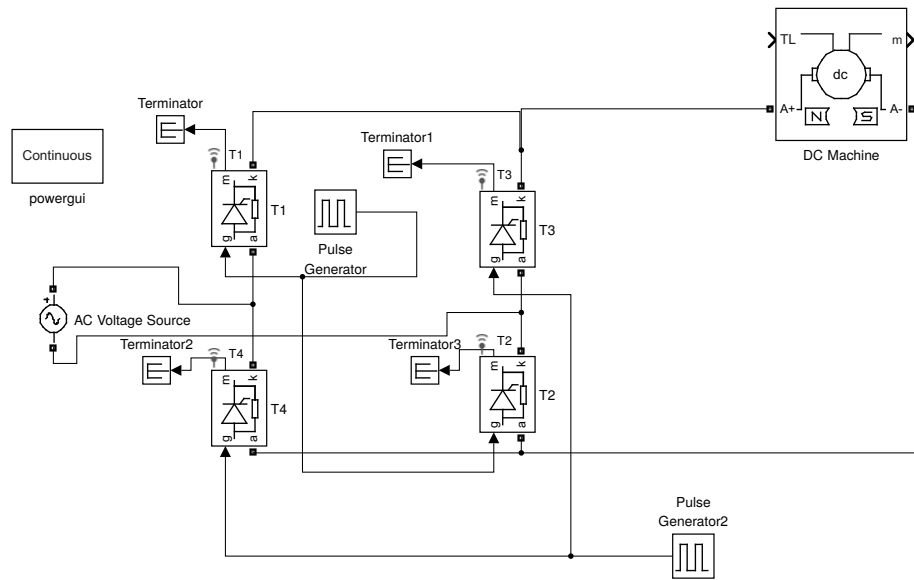 TL
m
dc
A+
N
S
A-
DC Machine
Terminator
Terminator1
Continuous
powergui
T1
m
k
T1
g
a
T3
m
k
T3
g
a
Pulse
Generator
+
AC Voltage Source
Terminator2
T4
m
k
T4
g
a
Terminator3
T2
m
k
T2
g
a
Pulse
Generator2